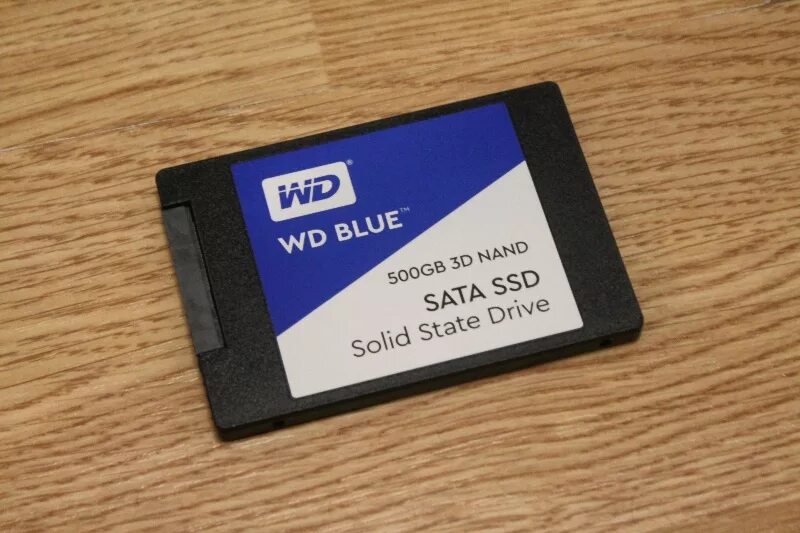 WD®
WD BLUE™
500GB 3D NAND
SATA SSD
Solid State Drive